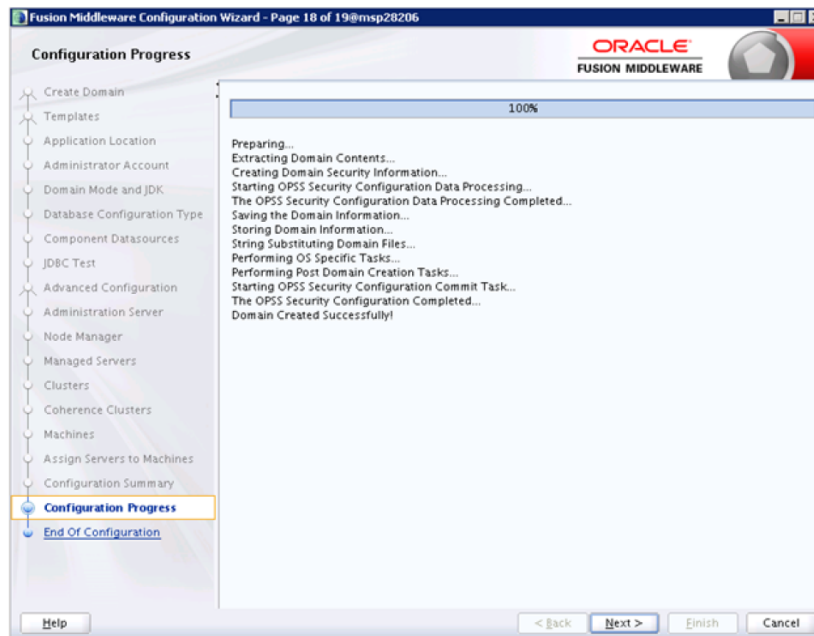 Fusion Middleware Configuration Wizard - Page 18 of 19@msp28206
Configuration Progress
ORACLE
FUSION MIDDLEWARE
Create Domain
Templates
Application Location
Administrator Account
Domain Mode and JDK
Database Configuration Type
Component Datasources
JDBC Test
Advanced Configuration
Administration Server
Node Manager
Managed Servers
Clusters
Coherence Clusters
Machines
Assign Servers to Machines
Configuration Summary
Configuration Progress
End Of Configuration
100%
Preparing...
Extracting Domain Contents...
Creating Domain Security Information...
Starting OPSS Security Configuration Data Processing...
The OPSS Security Configuration Data Processing Completed...
Saving the Domain Information...
Storing Domain Information...
String Substituting Domain Files...
Performing OS Specific Tasks...
Performing Post Domain Creation Tasks...
Starting OPSS Security Configuration Commit Task...
The OPSS Security Configuration Completed...
Domain Created Successfully!
Help
< Back
Next >
Finish
Cancel